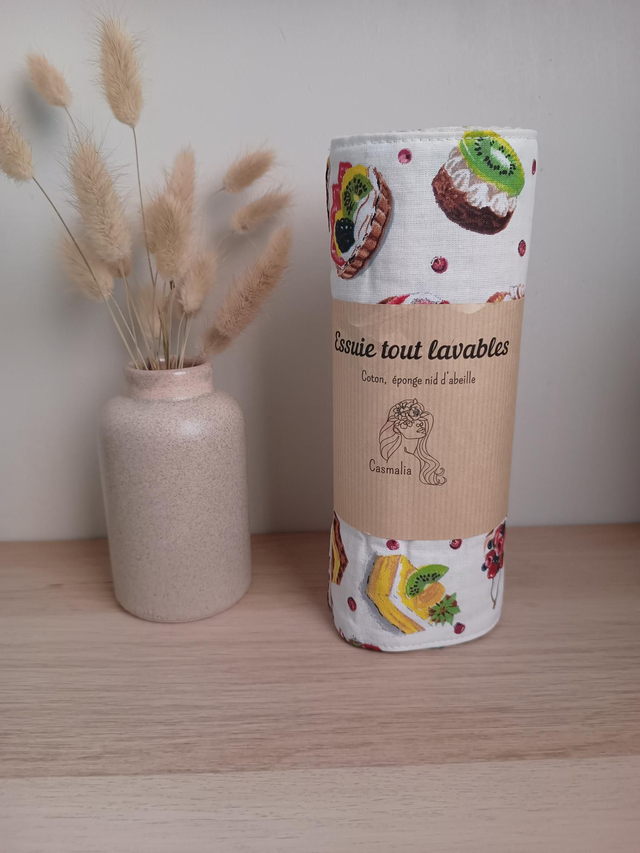 Essuie tout lavables
Coton, éponge nid d'abeille
Casmalia